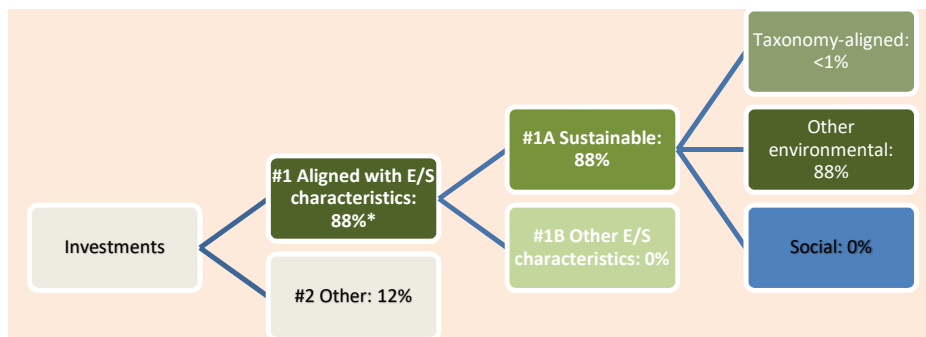 Investments
#1 Aligned with E/S
characteristics:
88%*
#2 Other: 12%
#1A Sustainable:
88%
#1B Other E/S
characteristics: 0%
Taxonomy-aligned:
<1%
Other
environmental:
88%
Social: 0%